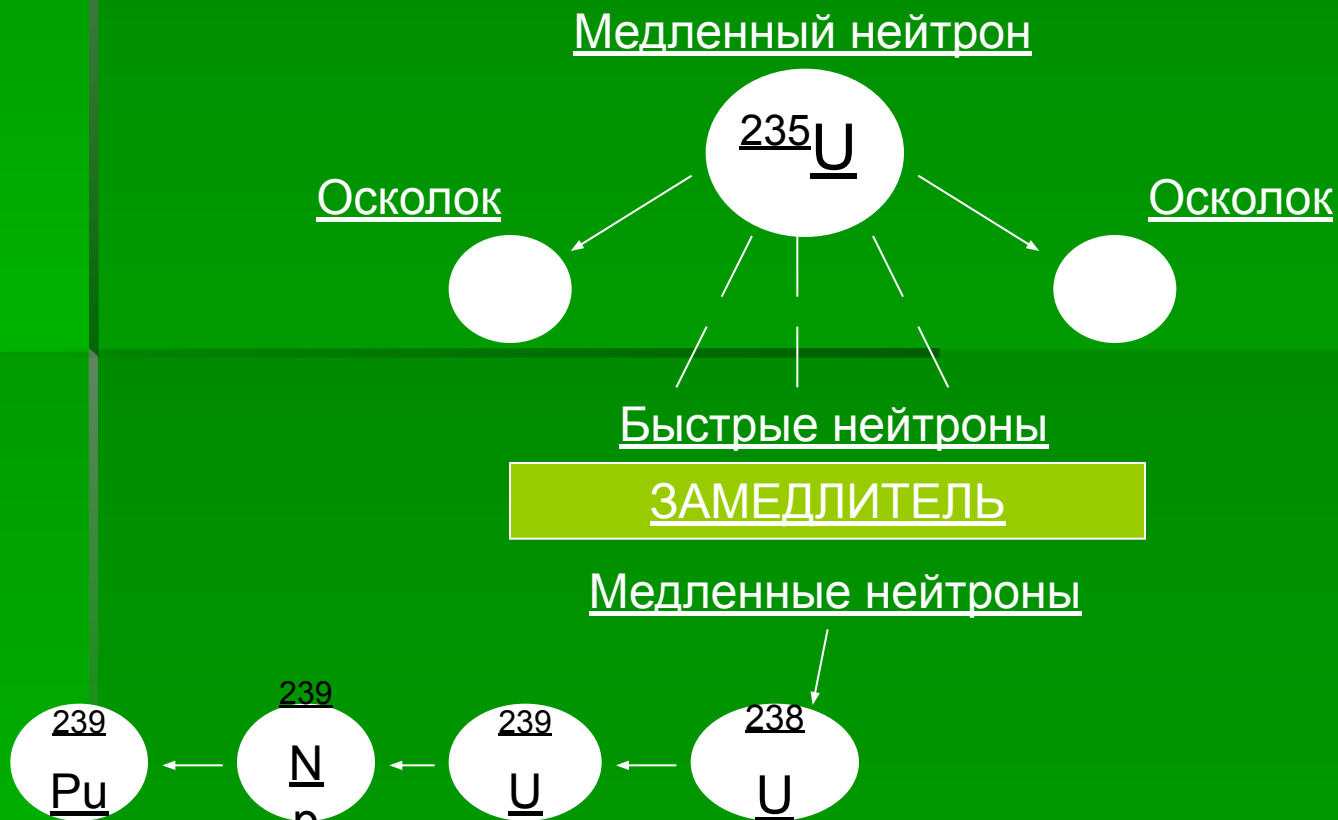 Медленный нейтрон
235U
Осколок
Осколок
Быстрые нейтроны
ЗАМЕДЛИТЕЛЬ
Медленные нейтроны
239
Pu
239
N
p
239
U
238
U